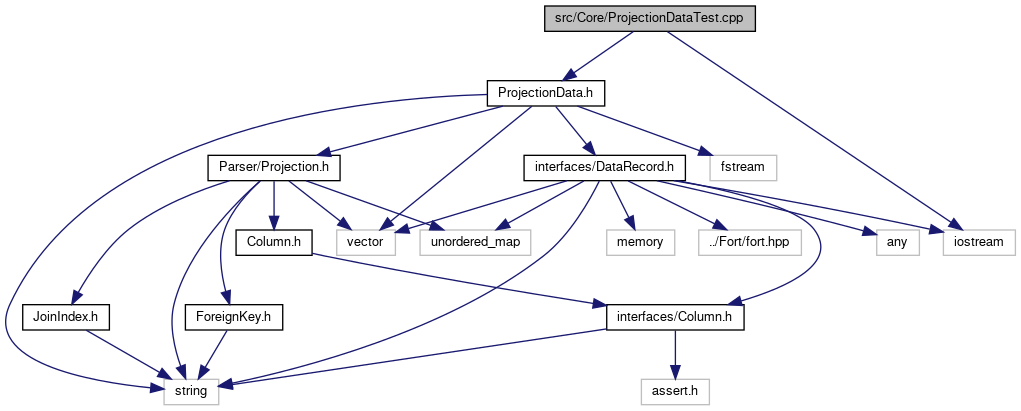 src/Core/ProjectionDataTest.cpp
ProjectionData.h
Parser/Projection.h
interfaces/DataRecord.h
fstream
Column.h
vector
unordered_map
memory
../Fort/fort.hpp
any
iostream
JoinIndex.h
ForeignKey.h
interfaces/Column.h
string
assert.h